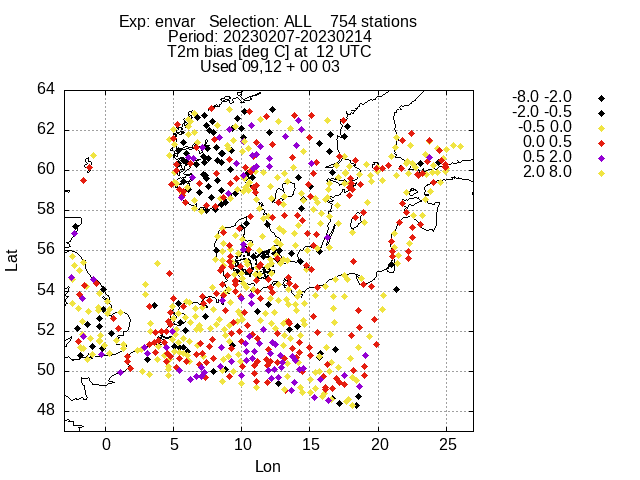 Exp: envar   Selection: ALL    754 stations
Period: 20230207-20230214
T2m bias [deg C] at  12 UTC
Used 09,12 + 00 03
64
62
60
58
56
54
52
50
48
0 5 10 15 20 25
Lat
Lon
-8.0 -2.0
-2.0 -0.5
-0.5 0.0
0.0 0.5
0.5 2.0
2.0 8.0